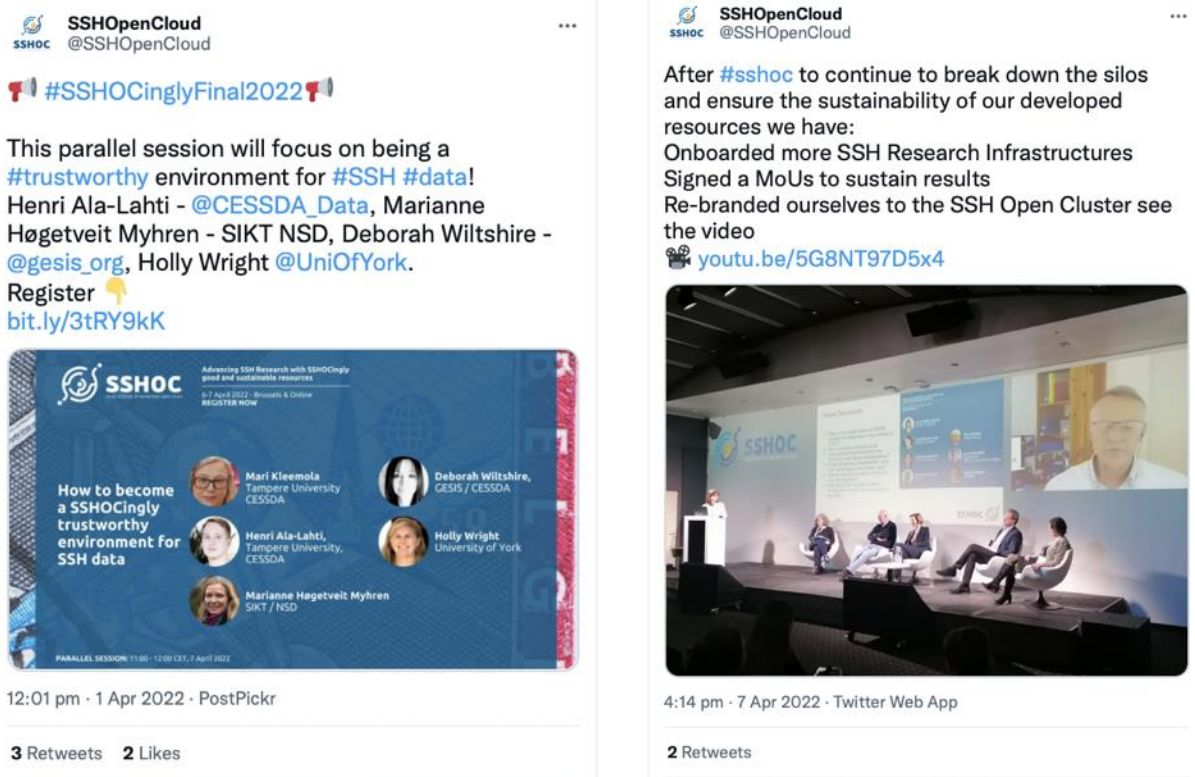 SSHOpenCloud
@SSHOpenCloud
SSHOC
#SSHOCinglyFinal2022
This parallel session will focus on being a
#trustworthy environment for #SSH #data!
Henri Ala-Lahti - @CESSDA_Data, Marianne
Høgetveit Myhren - SIKT NSD, Deborah Wiltshire -
@gesis_org, Holly Wright @UniOfYork.
Register
bit.ly/3tRY9kK
SSHOC
Advancing SSH Research with SSHOCingly
good and sustainable resources
6-7 April 2022 - Brussels & Online
REGISTER NOW
How to become
a SSHOCingly
trustworthy
environment for
SSH data
Mari Kleemola
Tampere University
CESSDA
Henri Ala-Lahti,
Tampere University,
CESSDA
Marianne Høgetveit Myhren
SIKT / NSD
Deborah Wiltshire,
GESIS / CESSDA
Holly Wright
University of York
PARALLEL SESSION: 11:00 - 12:00 CET, 7 April 2022
12:01 pm · 1 Apr 2022 · PostPickr
3 Retweets 2 Likes
SSHOpenCloud
@SSHOpenCloud
SSHOC
After #sshoc to continue to break down the silos
and ensure the sustainability of our developed
resources we have:
Onboarded more SSH Research Infrastructures
Signed a MoUs to sustain results
Re-branded ourselves to the SSH Open Cluster see
the video
youtu.be/5G8NT97D5x4
SSHOC
SSHOC
4:14 pm · 7 Apr 2022 · Twitter Web App
2 Retweets